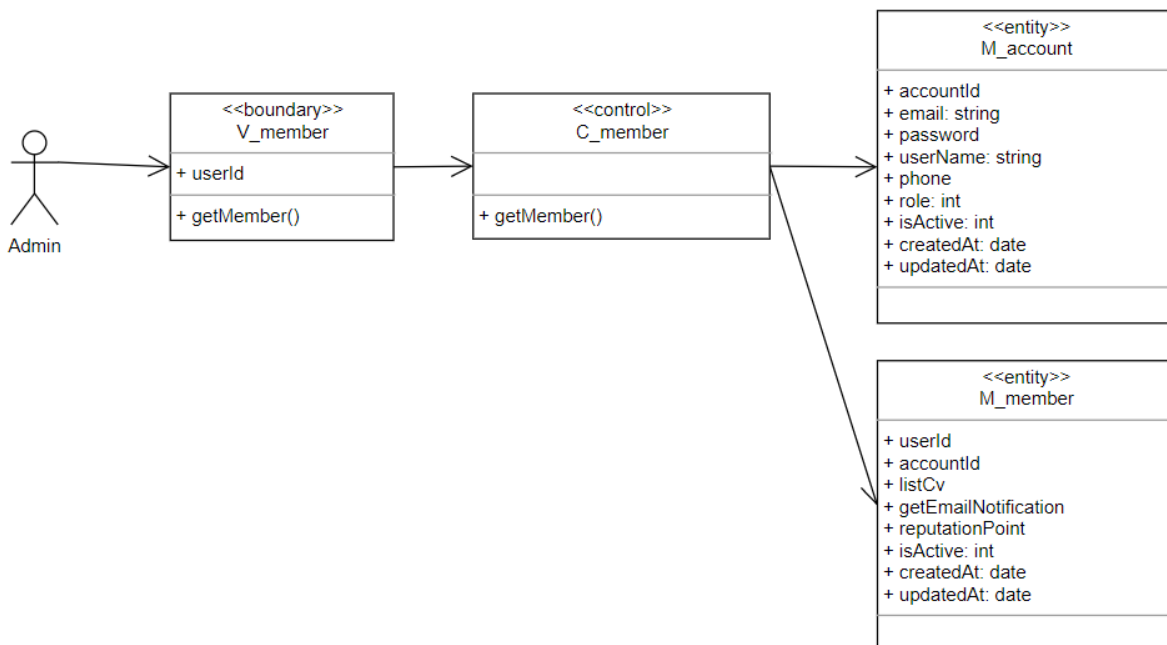 Admin
<<boundary>>
V_member
+ userId
+ getMember()
<<control>>
C_member
+ getMember()
<<entity>>
M_account
+ accountId
+ email: string
+ password
+ userName: string
+ phone
+ role: int
+ isActive: int
+ createdAt: date
+ updatedAt: date
<<entity>>
M_member
+ userId
+ accountId
+ listCv
+ getEmailNotification
+ reputationPoint
+ isActive: int
+ createdAt: date
+ updatedAt: date